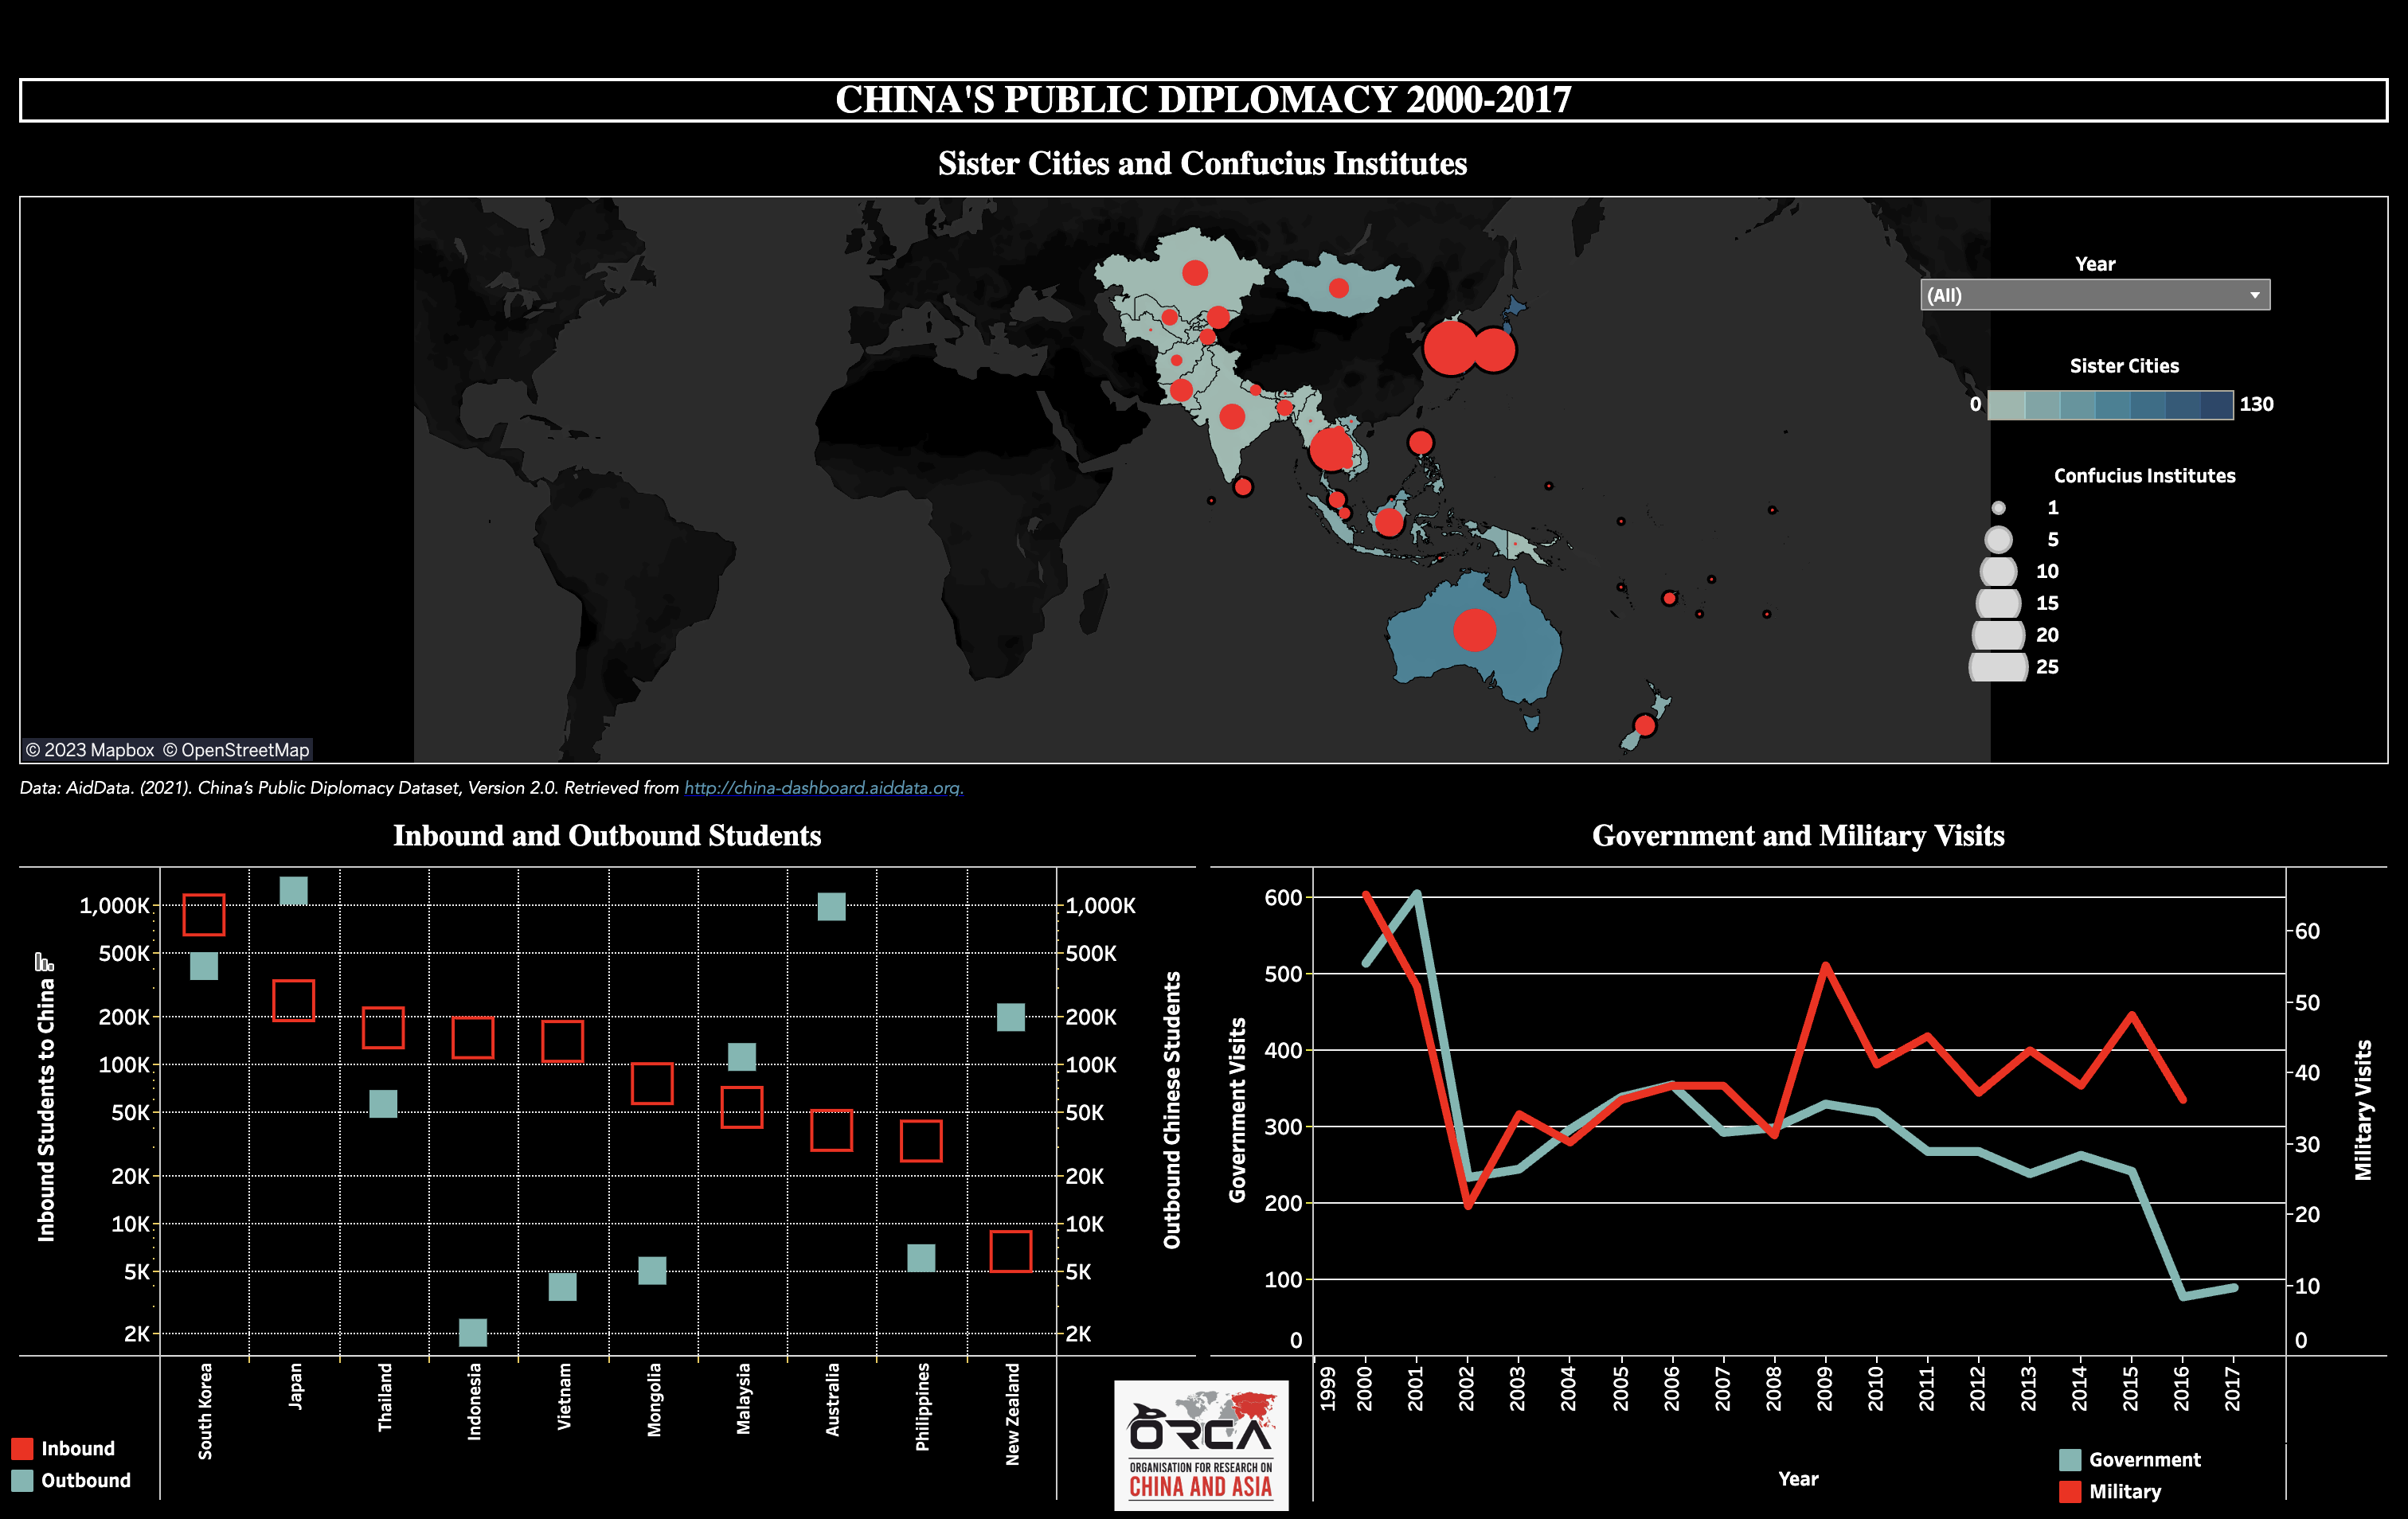 CHINA'S PUBLIC DIPLOMACY 2000-2017
Sister Cities and Confucius Institutes
Year
(All)
Sister Cities
0 130
Confucius Institutes
1
5
10
15
20
25
© 2023 Mapbox © OpenStreetMap
Data: AidData. (2021). China's Public Diplomacy Dataset, Version 2.0. Retrieved from http://china-dashboard.aiddata.org.
Inbound and Outbound Students
Inbound Students to China
1,000K
500K
200K
100K
50K
20K
10K
5K
2K
1,000K
500K
200K
100K
50K
20K
10K
5K
2K
Outbound Chinese Students
South Korea
Japan
Thailand
Indonesia
Vietnam
Mongolia
Malaysia
Australia
Philippines
New Zealand
Inbound
Outbound
ORCA
ORGANISATION FOR RESEARCH ON
CHINA AND ASIA
Government and Military Visits
Government Visits
600
500
400
300
200
100
0
60
50
40
30
20
10
0
Military Visits
1999
2000
2001
2002
2003
2004
2005
2006
2007
2008
2009
2010
2011
2012
2013
2014
2015
2016
2017
Year
Government
Military